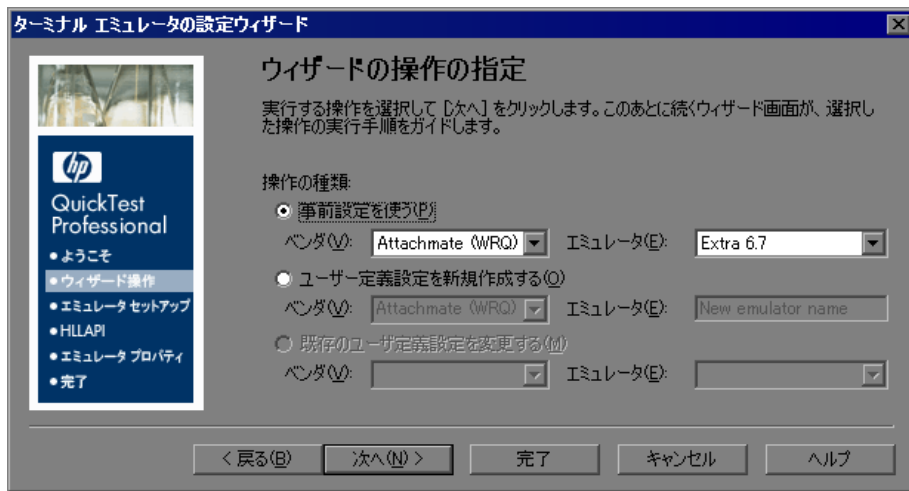 ターミナル エミュレータの設定ウィザード
hp
QuickTest
Professional
●ようこそ
●ウィザード操作
●エミュレータ セットアップ
●HLLAPI
●エミュレータ プロパティ
●完了
ウィザードの操作の指定
実行する操作を選択して [次へ] をクリックします。このあとに続くウィザード画面が、選択し
た操作の実行手順をガイドします。
操作の種類:
事前設定を使う(P)
ベンダ(V): Attachmate (WRQ) エミュレータ(E): Extra 6.7
ユーザー定義設定を新規作成する(O)
ベンダ(V): Attachmate (WRQ) エミュレータ(E): New emulator name
既存のユーザ定義設定を変更する(M)
ベンダ(V): エミュレータ(E):
< 戻る(B) 次へ(N) > 完了 キャンセル ヘルプ